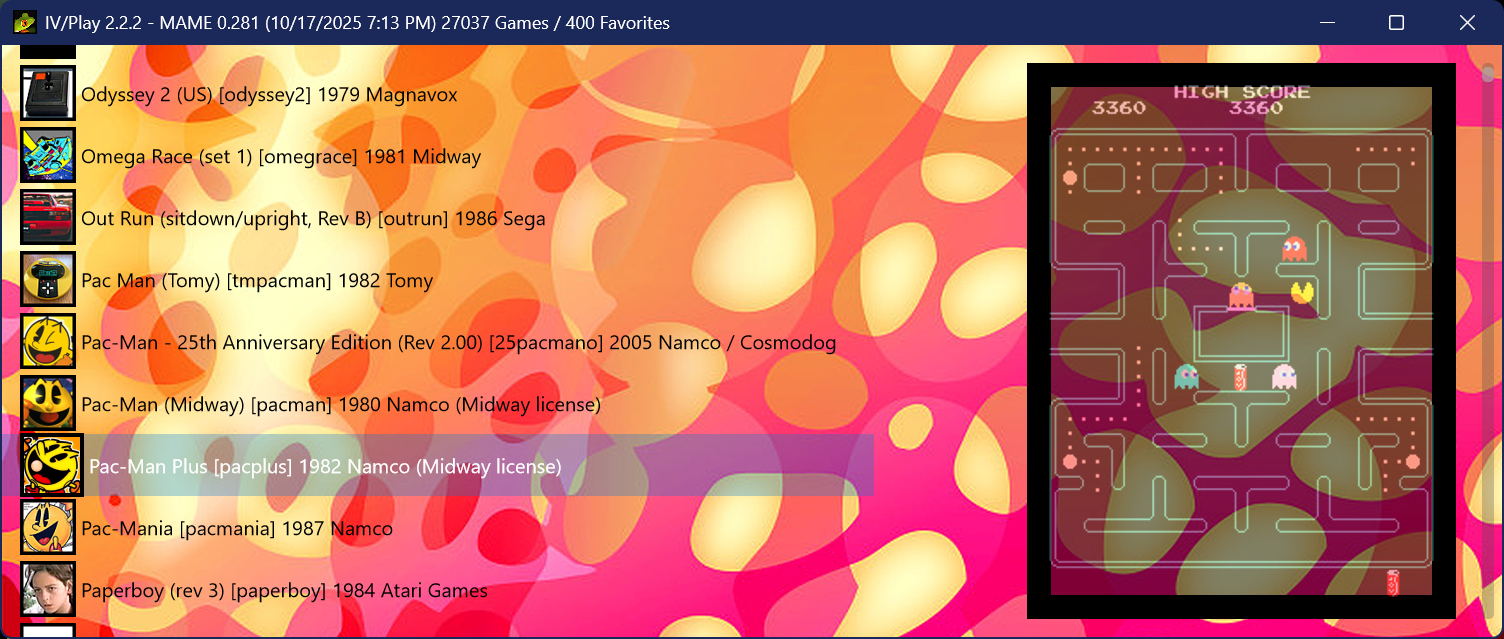 IV/Play 2.2.2 - MAME 0.281 (10/17/2025 7:13 PM) 27037 Games / 400 Favorites
Odyssey 2 (US) [odyssey2] 1979 Magnavox
Omega Race (set 1) [omegrace] 1981 Midway
Out Run (sitdown/upright, Rev B) [outrun] 1986 Sega
Pac Man (Tomy) [tmpacman] 1982 Tomy
Pac-Man - 25th Anniversary Edition (Rev 2.00) [25pacmano] 2005 Namco / Cosmodog
Pac-Man (Midway) [pacman] 1980 Namco (Midway license)
Pac-Man Plus [pacplus] 1982 Namco (Midway license)
Pac-Mania [pacmania] 1987 Namco
Paperboy (rev 3) [paperboy] 1984 Atari Games
HIGH SCORE
3360 3360